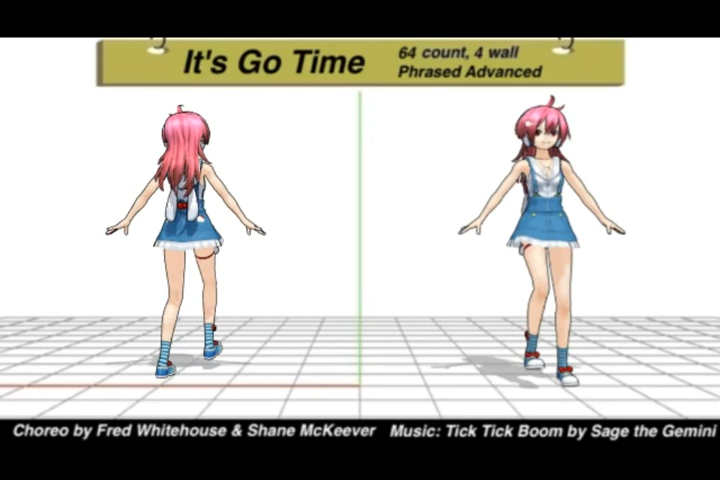 It's Go Time
64 count, 4 wall
Phrased Advanced
Choreo by Fred Whitehouse & Shane McKeever
Music: Tick Tick Boom by Sage the Gemini